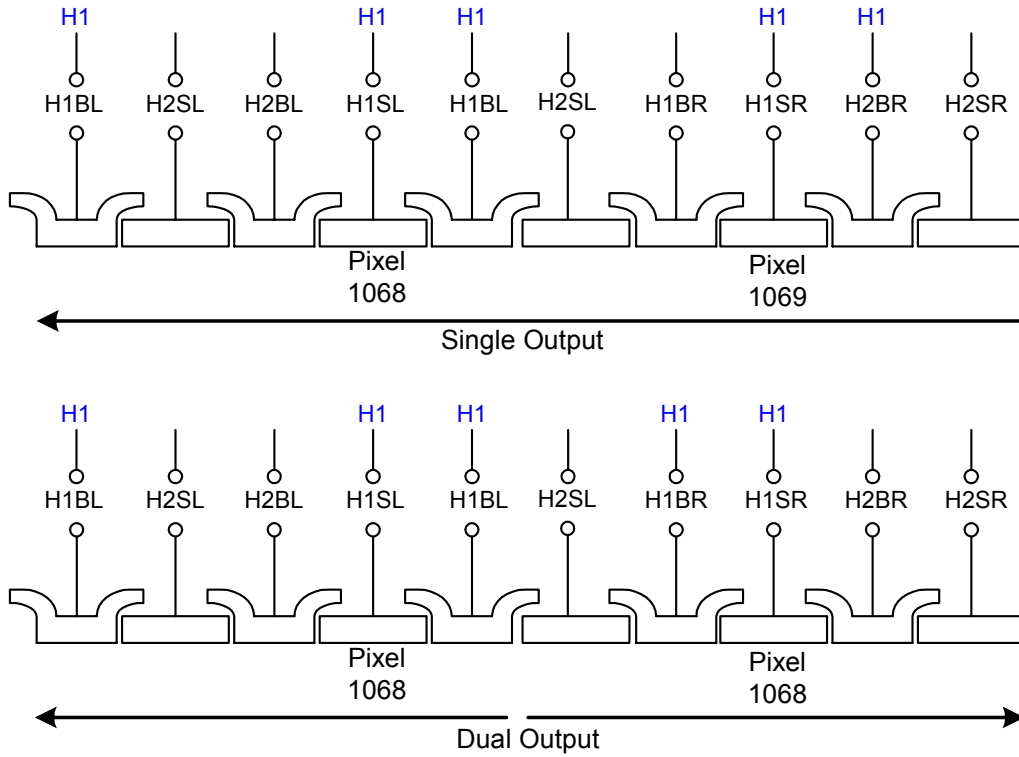 H1 H1 H1 H1 H1
H1BL H2SL H2BL H1SL H1BL H2SL H1BR H1SR H2BR H2SR
Pixel Pixel
1068 1069
Single Output
H1 H1 H1 H1 H1
H1BL H2SL H2BL H1SL H1BL H2SL H1BR H1SR H2BR H2SR
Pixel Pixel
1068 1068
Dual Output